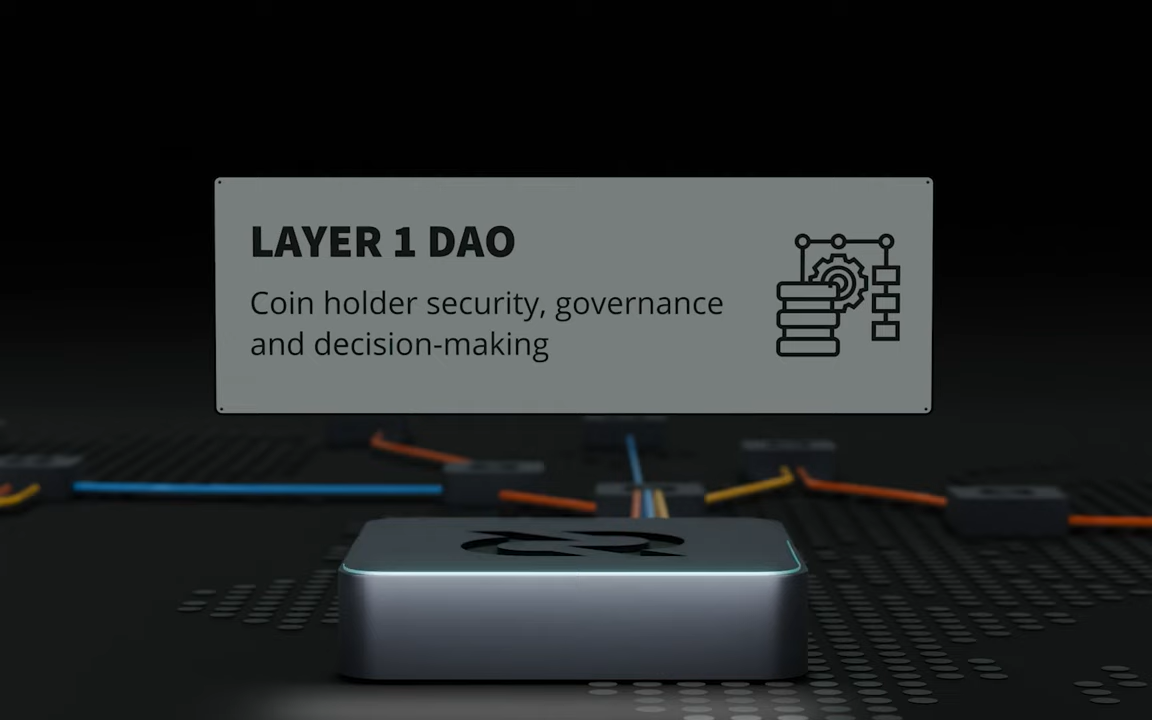 LAYER 1 DAO
Coin holder security, governance
and decision-making